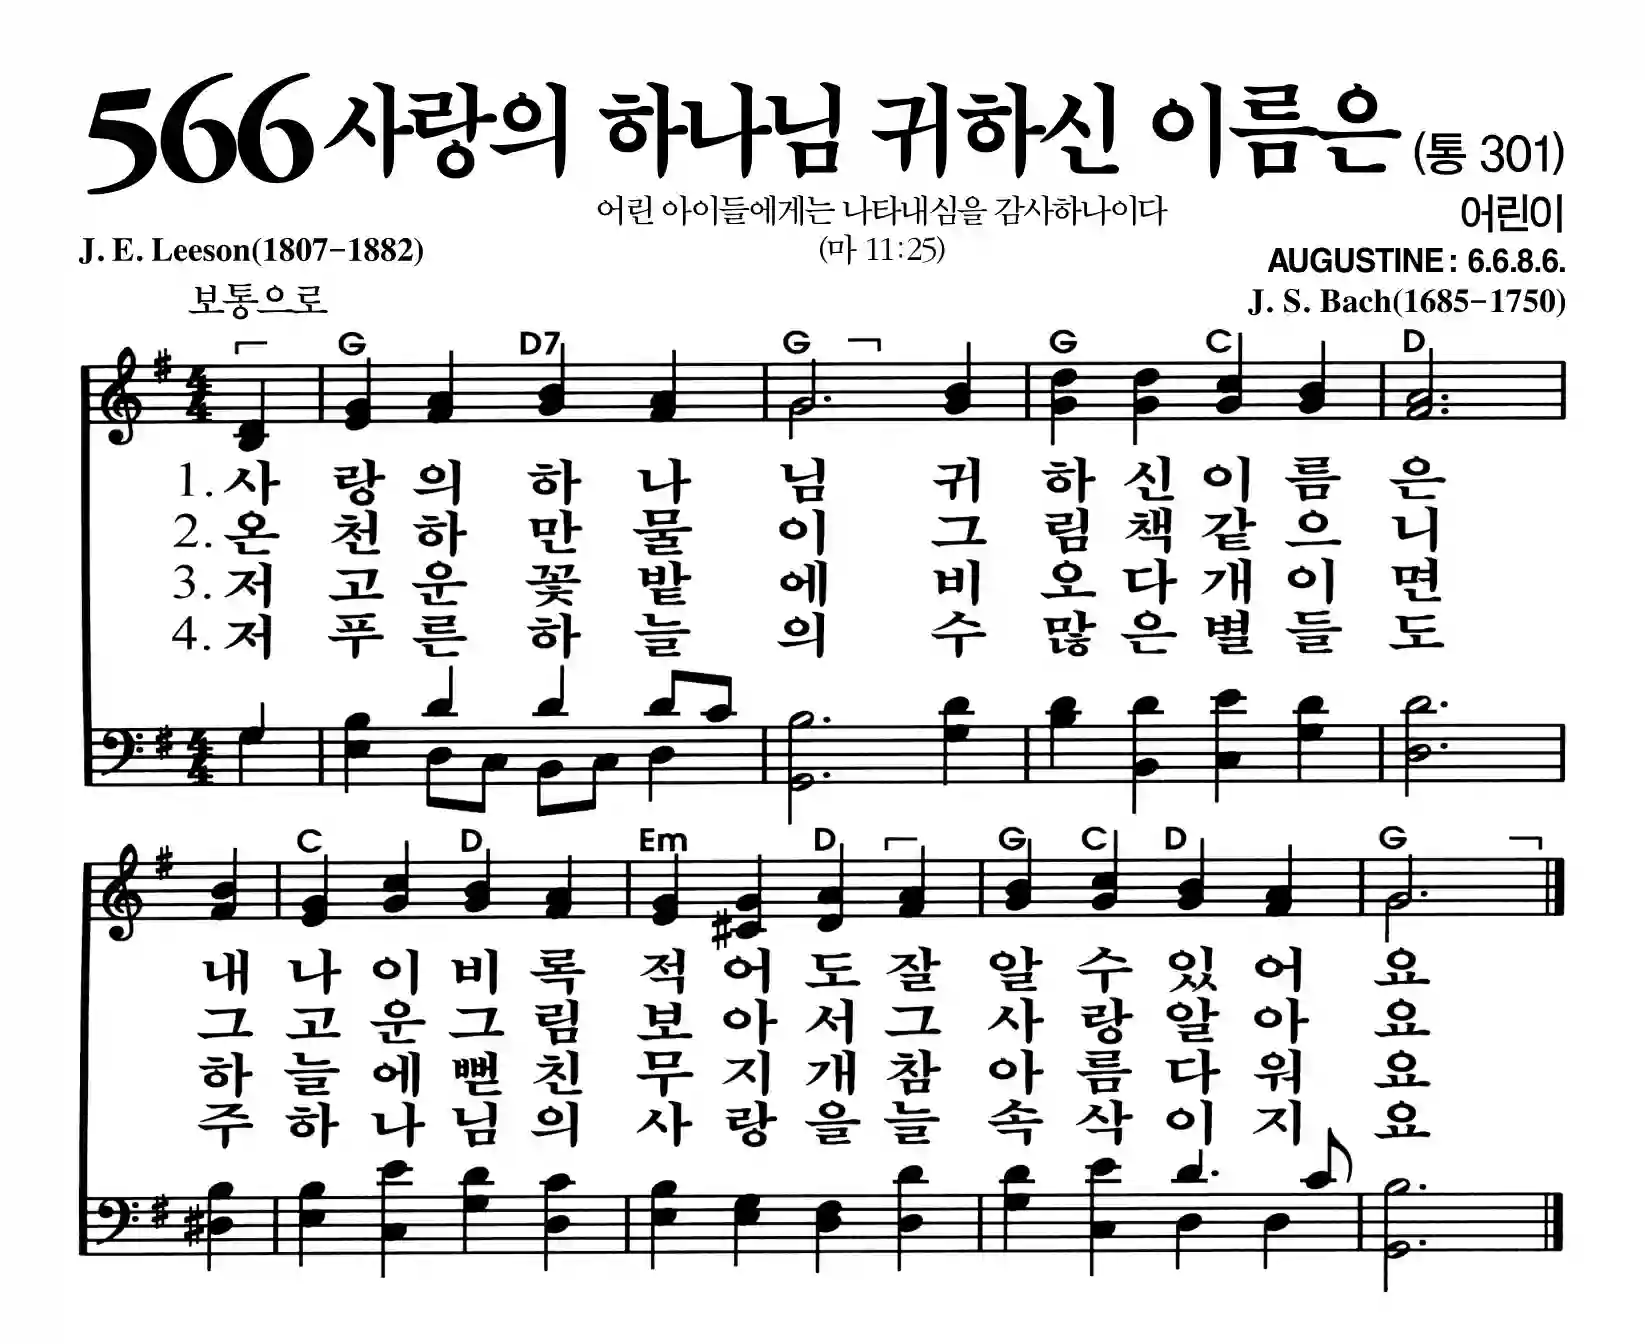 566 사랑의 하나님 귀하신 이름은 (통 301)
어린 아이들에게는 나타내심을 감사하나이다
어린이
J. E. Leeson(1807-1882)
(마 11:25)
AUGUSTINE : 6.6.8.6.
보통으로
J. S. Bach(1685-1750)
G D7 G G C D
1. 사 랑 의 하 나 님 귀 하 신 이 름 은
2. 온 천 하 만 물 이 그 림 책 같 으 니
3. 저 고 운 꽃 밭 에 비 오 다 개 이 면
4. 저 푸 른 하 늘 의 수 많 은 별 들 도
C D Em D G C D G
내 나 이 비 록 적 어 도 잘 알 수 있 어 요
그 고 운 그 림 보 아 서 그 사 랑 알 아 요
하 늘 에 뻗 친 무 지 개 참 아 름 다 워 요
주 하 나 님 의 사 랑 을 늘 속 삭 이 지 요